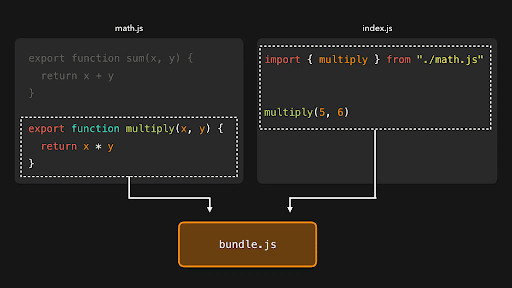 math.js
export function sum(x, y) {
  return x + y
}
export function multiply(x, y) {
  return x * y
}
index.js
import { multiply } from "./math.js"
multiply(5, 6)
bundle.js